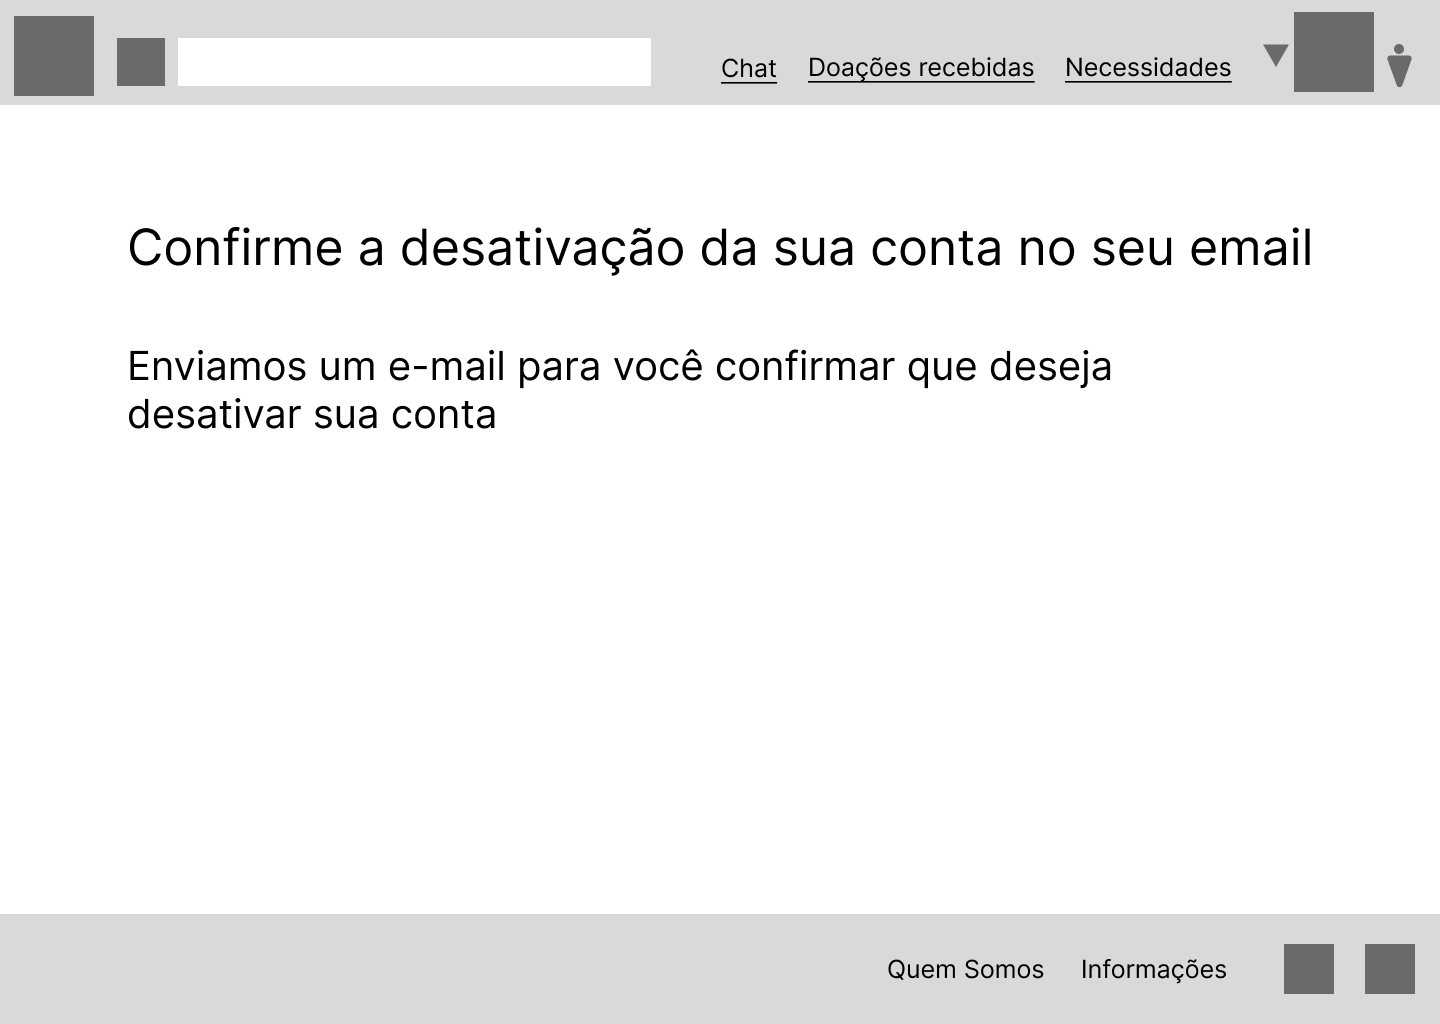 Chat Doações recebidas Necessidades
Confirme a desativação da sua conta no seu email
Enviamos um e-mail para você confirmar que deseja
desativar sua conta
Quem Somos Informações